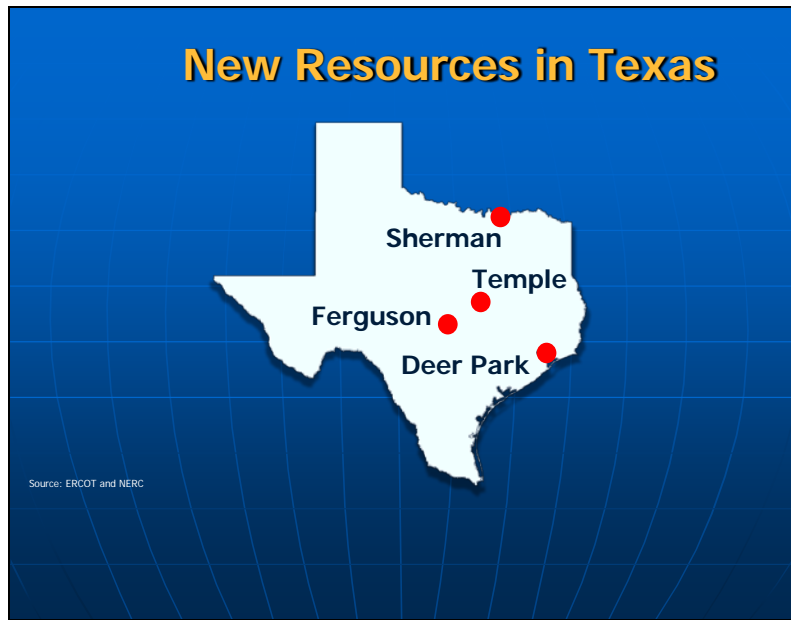 New Resources in Texas
Sherman
Temple
Ferguson
Deer Park
Source: ERCOT and NERC